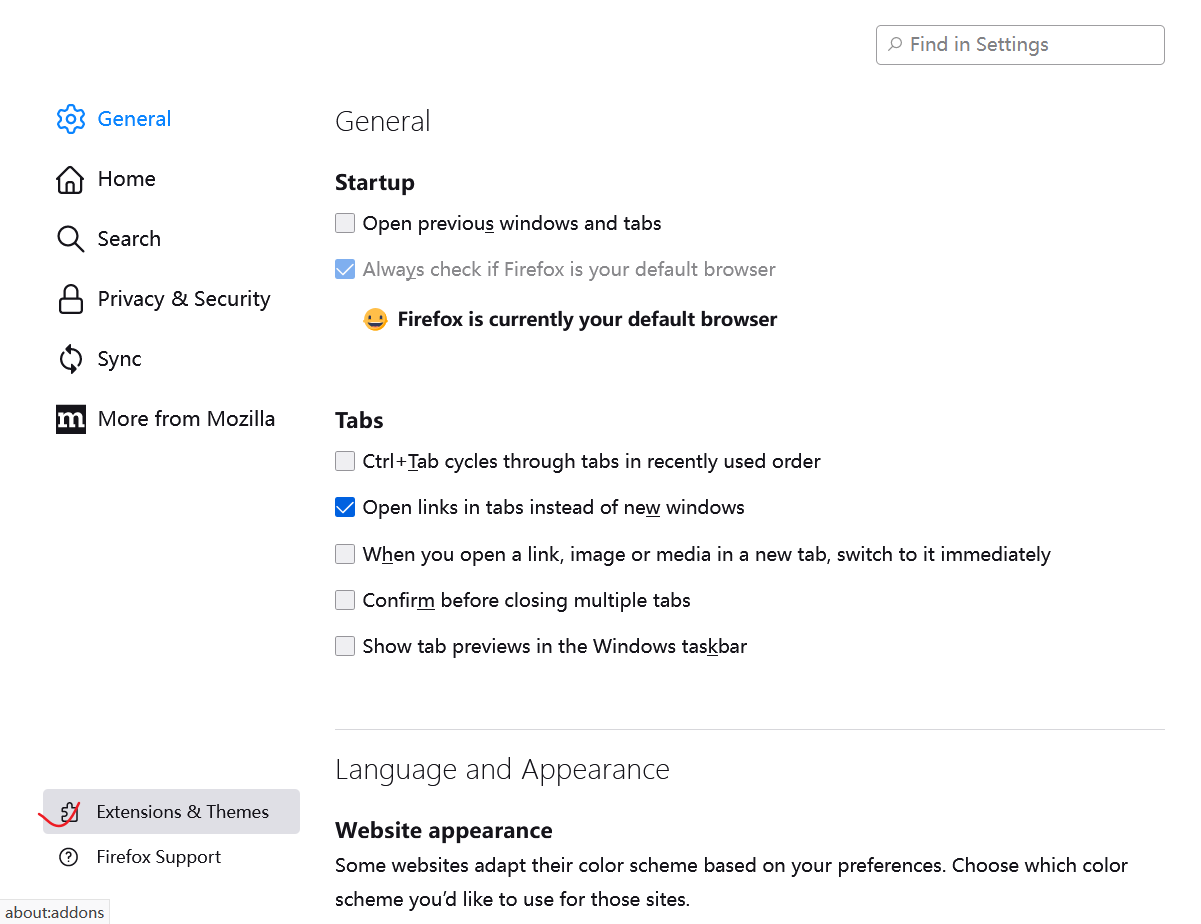 Find in Settings
General
Home
Search
Privacy & Security
Sync
m More from Mozilla
Extensions & Themes
Firefox Support
about:addons
General
Startup
Open previous windows and tabs
Always check if Firefox is your default browser
Firefox is currently your default browser
Tabs
Ctrl+Tab cycles through tabs in recently used order
Open links in tabs instead of new windows
When you open a link, image or media in a new tab, switch to it immediately
Confirm before closing multiple tabs
Show tab previews in the Windows taskbar
Language and Appearance
Website appearance
Some websites adapt their color scheme based on your preferences. Choose which color
scheme you’d like to use for those sites.